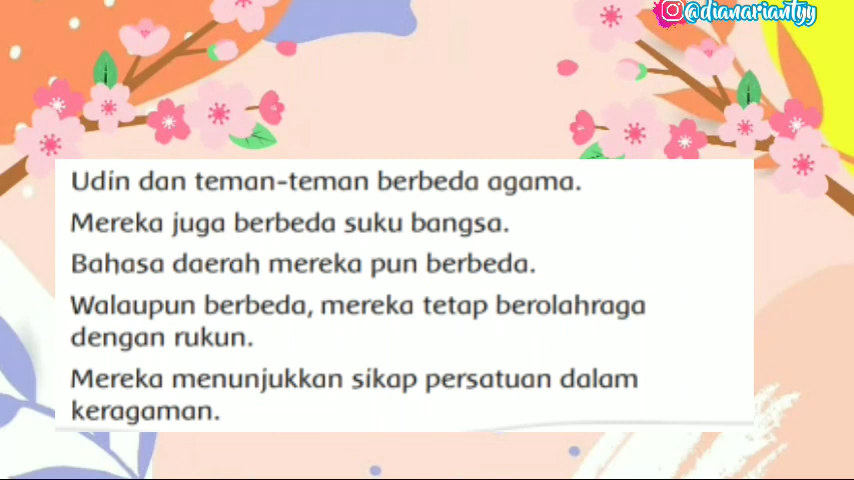 @dianariantyy
Udin dan teman-teman berbeda agama.
Mereka juga berbeda suku bangsa.
Bahasa daerah mereka pun berbeda.
Walaupun berbeda, mereka tetap berolahraga
dengan rukun.
Mereka menunjukkan sikap persatuan dalam
keragaman.